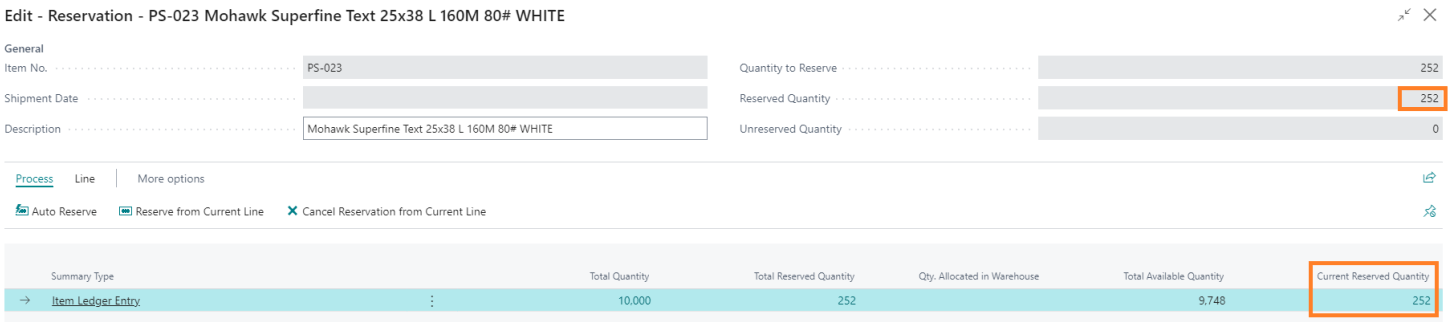 Edit - Reservation - PS-023 Mohawk Superfine Text 25x38 L 160M 80# WHITE
General
Item No. PS-023 Quantity to Reserve 252
Shipment Date Reserved Quantity 252
Description Mohawk Superfine Text 25x38 L 160M 80# WHITE Unreserved Quantity 0
Process Line More options
Auto Reserve Reserve from Current Line Cancel Reservation from Current Line
Summary Type Total Quantity Total Reserved Quantity Qty. Allocated in Warehouse Total Available Quantity Current Reserved Quantity
Item Ledger Entry 10,000 252 9,748 252